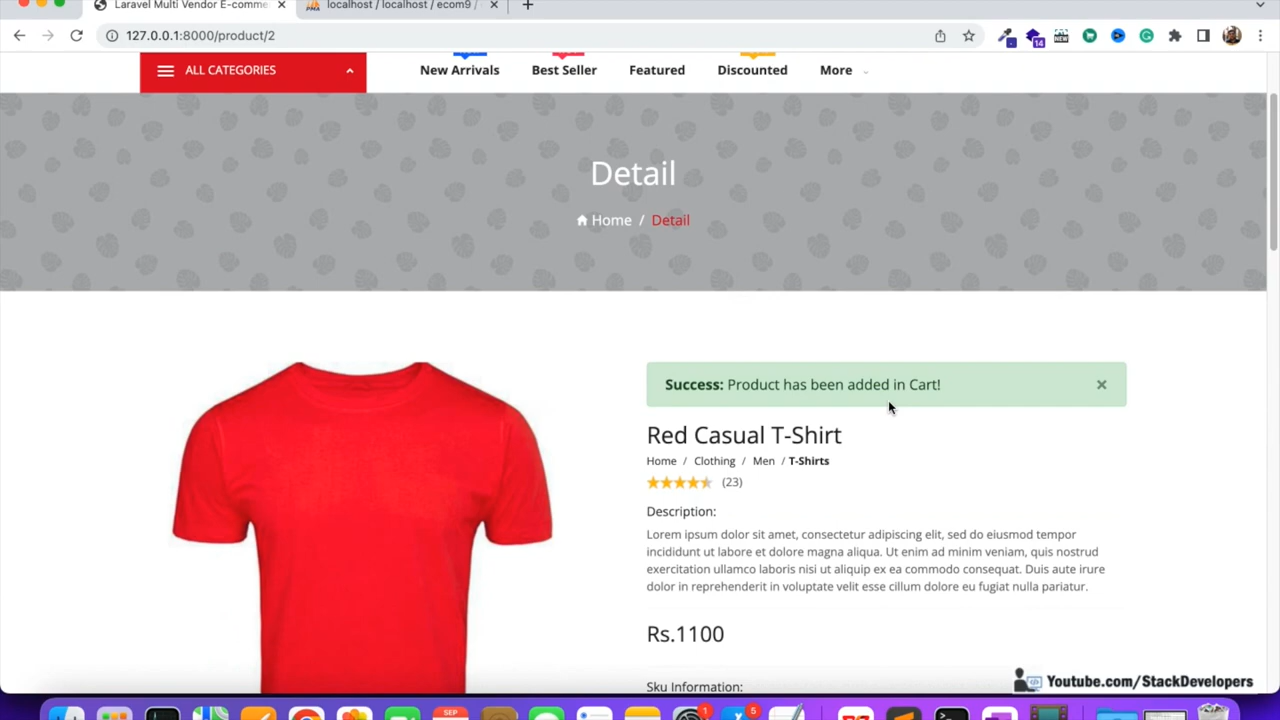 Laravel Multi Vendor E-comme
localhost / localhost / ecom9 /
127.0.0.1:8000/product/2
14
NEW
ALL CATEGORIES
New Arrivals
Best Seller
Featured
Discounted
More
Detail
Home / Detail
Success: Product has been added in Cart!
Red Casual T-Shirt
Home / Clothing / Men / T-Shirts
(23)
Description:
Lorem ipsum dolor sit amet, consectetur adipiscing elit, sed do eiusmod tempor
incididunt ut labore et dolore magna aliqua. Ut enim ad minim veniam, quis nostrud
exercitation ullamco laboris nisi ut aliquip ex ea commodo consequat. Duis aute irure
dolor in reprehenderit in voluptate velit esse cillum dolore eu fugiat nulla pariatur.
Rs.1100
Sku Information:
Youtube.com/StackDevelopers
SEP
1
5